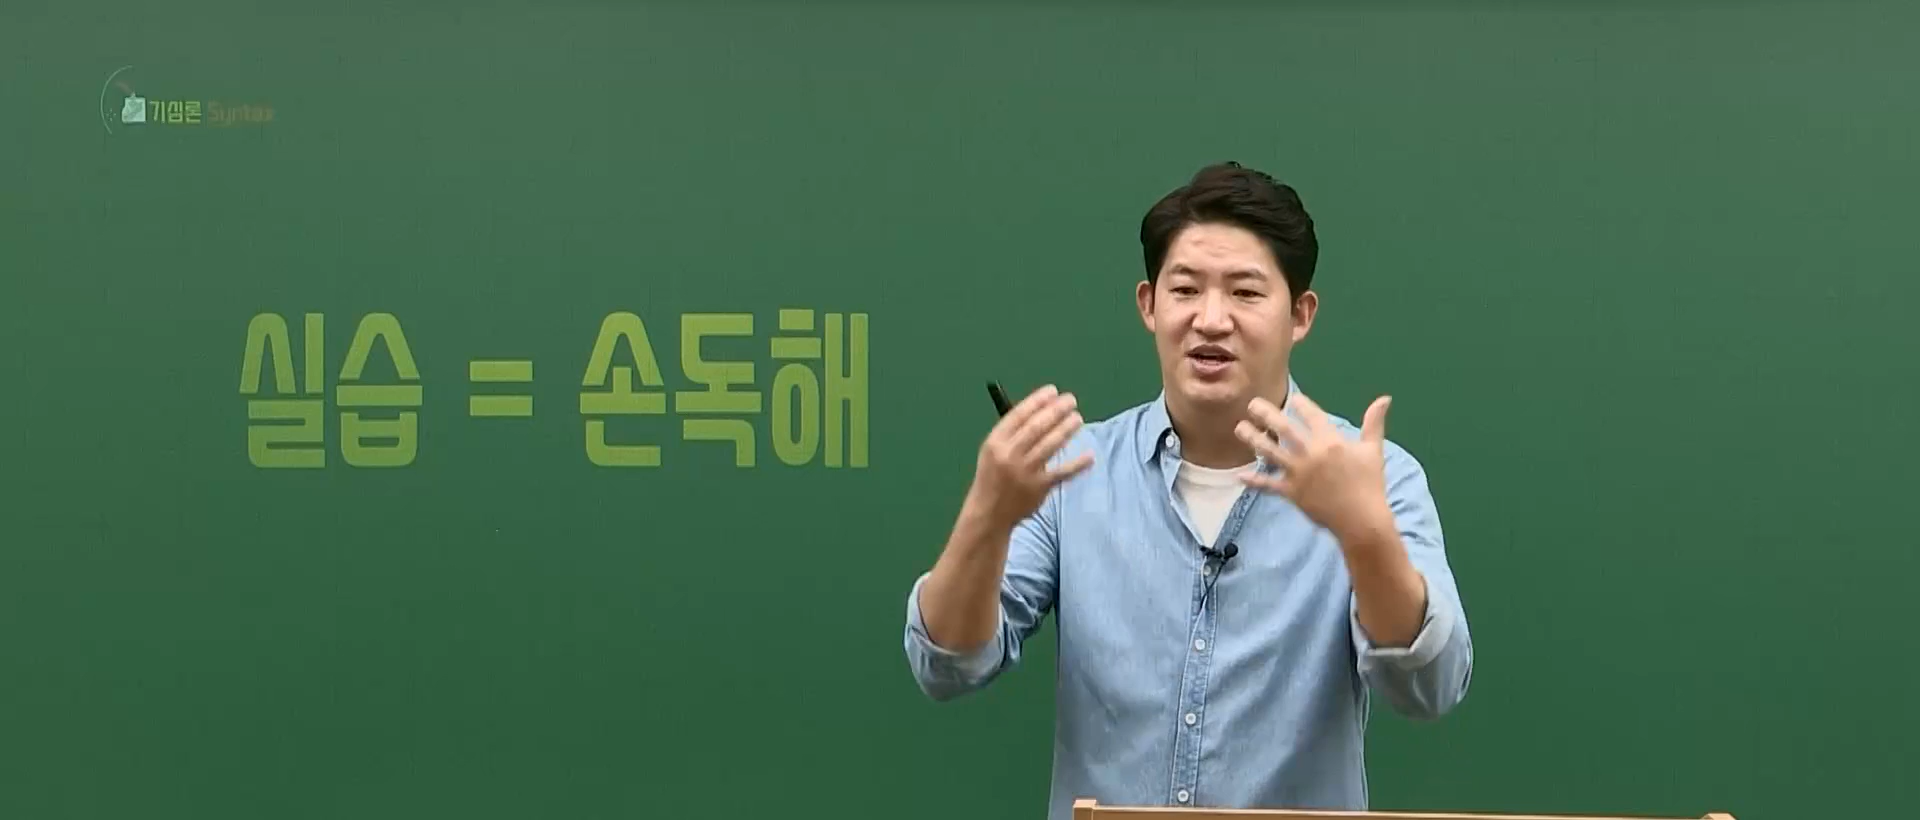 기심론 Syntax
실습 = 손독해